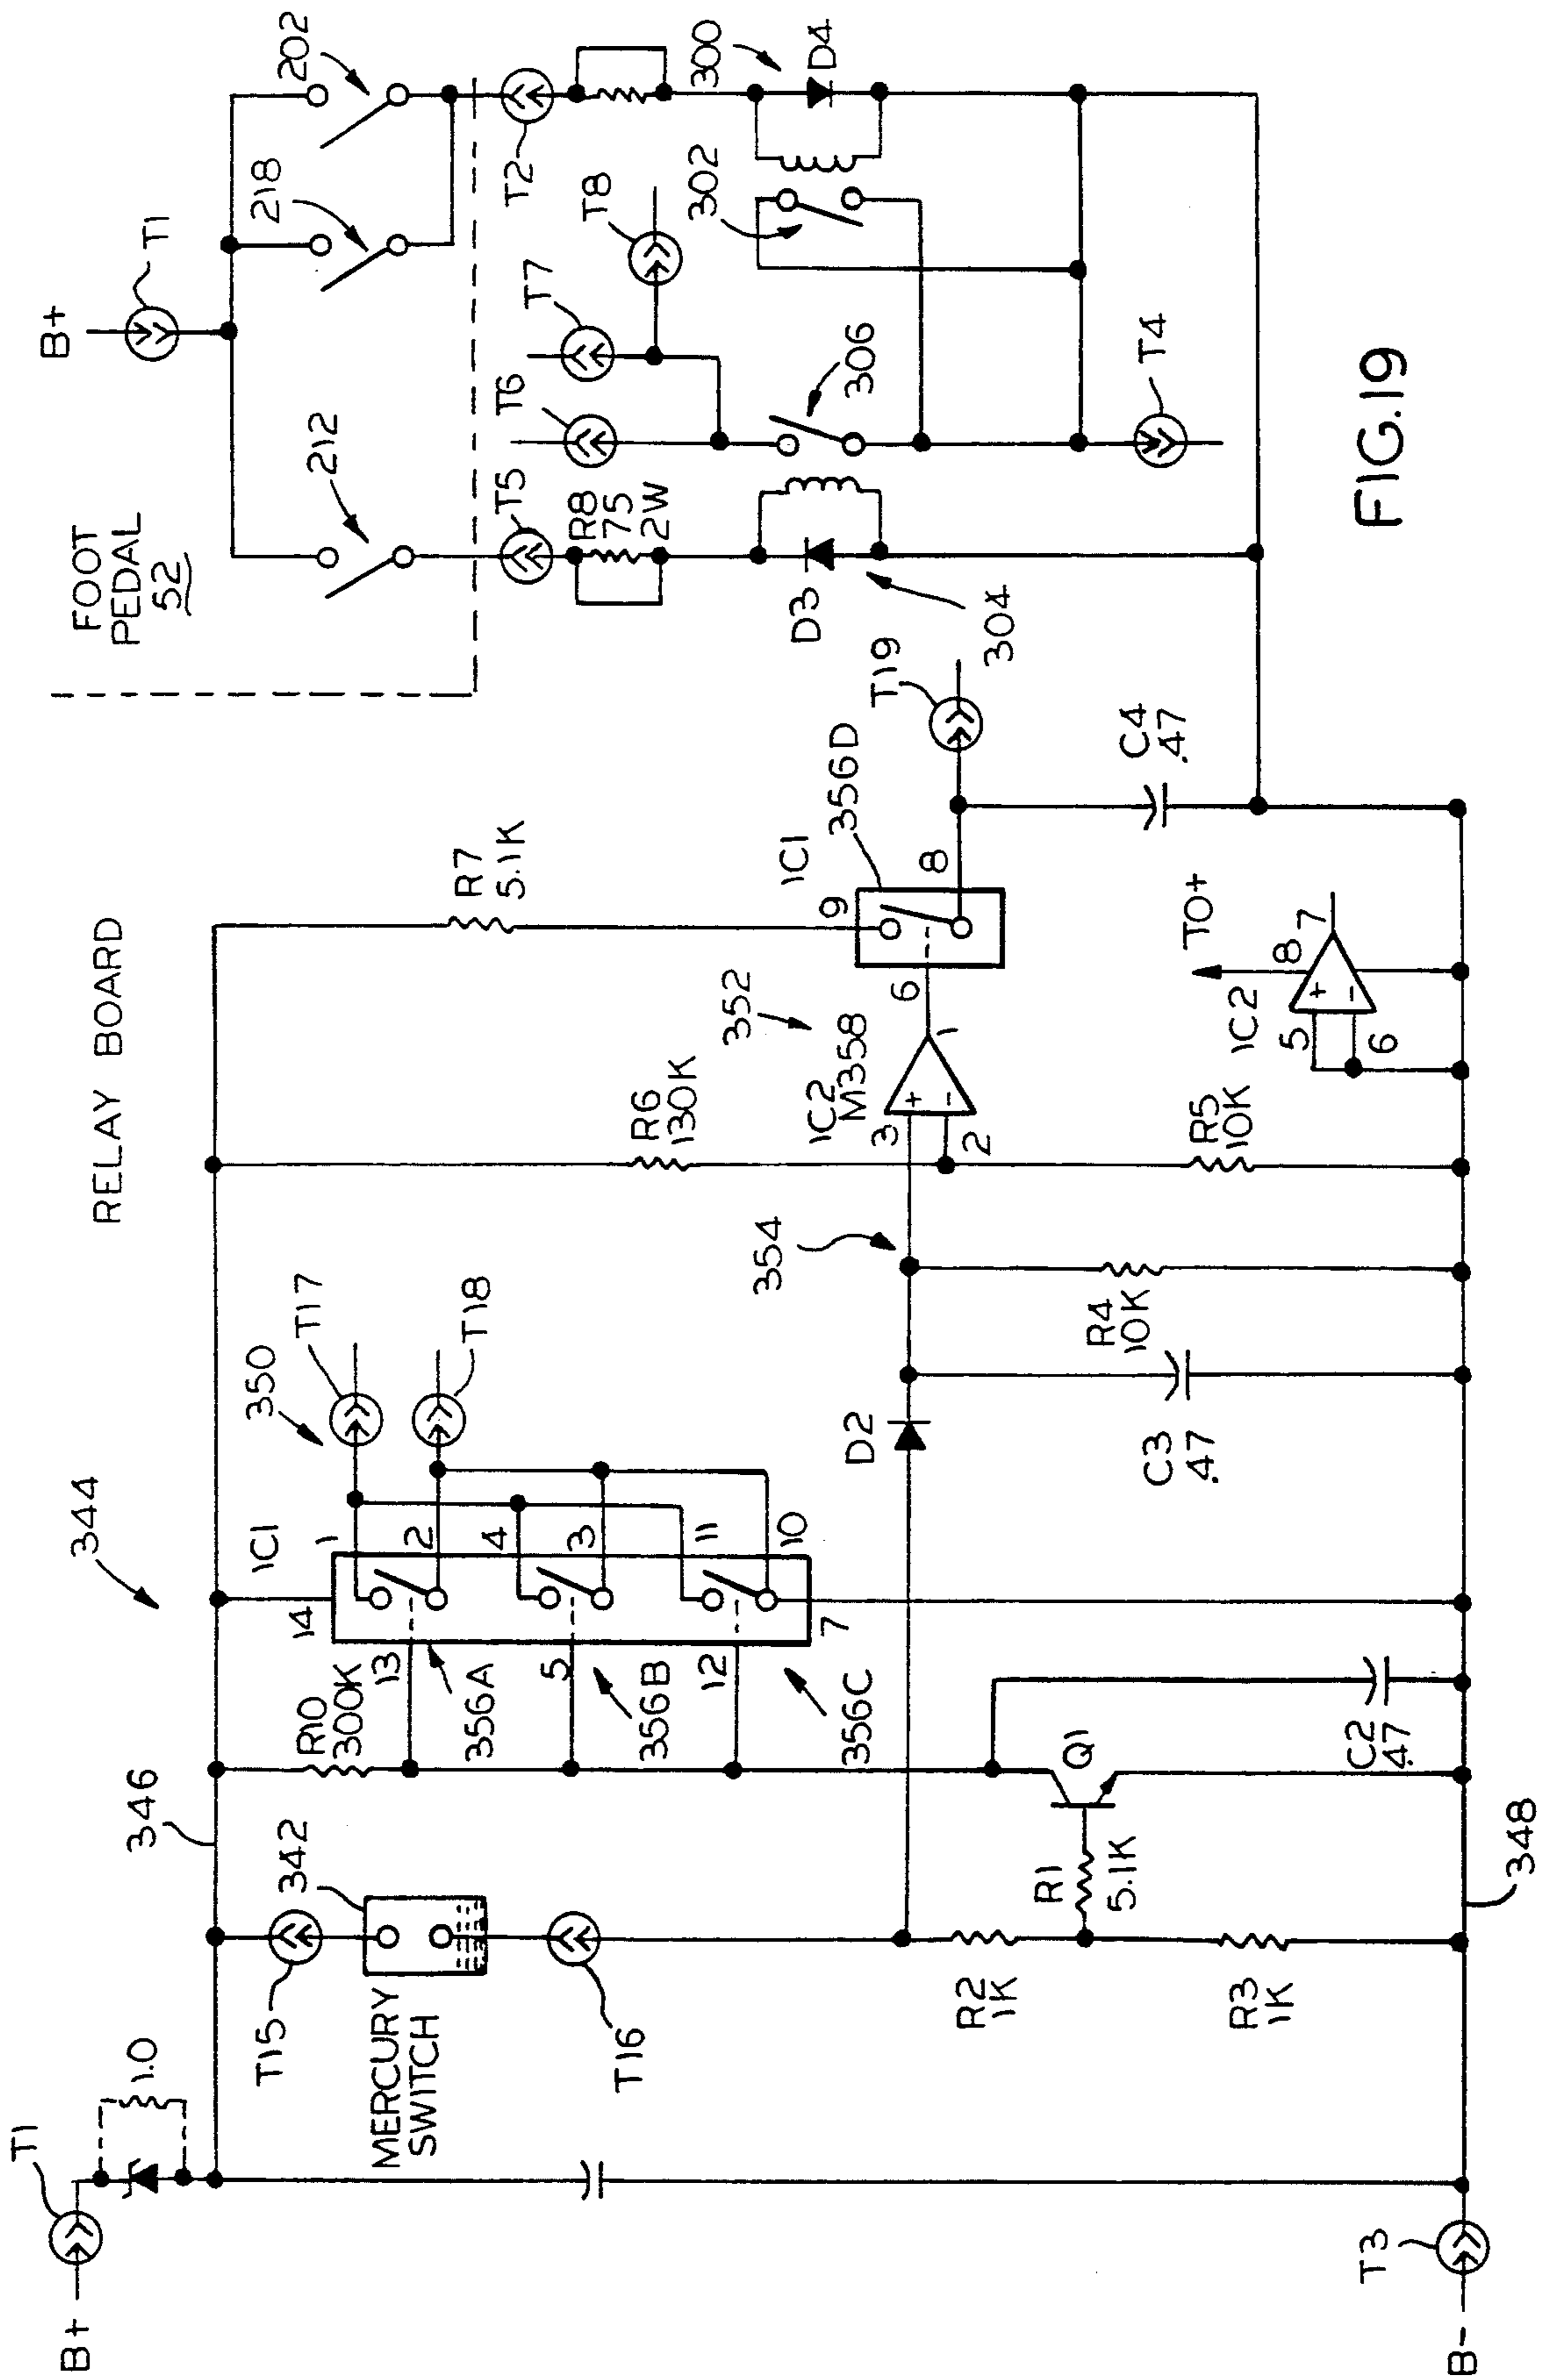 RELAY BOARD
FOOT
PEDAL
52
B+
T1
212
218
202
T1
B+
1.0
346
344
T15
342
MERCURY
SWITCH
T16
R10
300K
14
1C1
1
2
4
3
11
10
7
13
5
12
356A
356B
356C
350
T17
T18
R2
1K
R3
1K
R1
5.1K
Q1
C2
.47
D2
C3
.47
354
R4
10K
R6
130K
R5
10K
352
1C2
M358
3
2
1
R7
5.1K
1C1
356D
9
6
8
T19
C4
.47
1C2
TO+
5
6
8
7
T5
R8
75
2W
D3
304
T6
T7
T8
306
T4
T2
302
300
D4
T3
B-
348
FIG.19